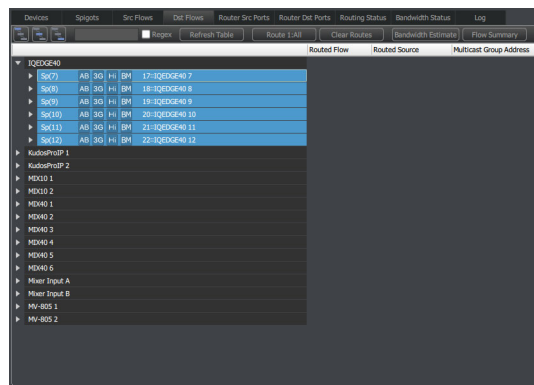 Devices Spigots Src Flows Dst Flows Router Src Ports Router Dst Ports Routing Status Bandwidth Status Log
Regex Refresh Table Route 1:All Clear Routes Bandwidth Estimate Flow Summary
Routed Flow Routed Source Multicast Group Address
IQEDGE40
Sp(7) AB 3G Hi BM 17::IQEDGE40 7
Sp(8) AB 3G Hi BM 18::IQEDGE40 8
Sp(9) AB 3G Hi BM 19::IQEDGE40 9
Sp(10) AB 3G Hi BM 20::IQEDGE40 10
Sp(11) AB 3G Hi BM 21::IQEDGE40 11
Sp(12) AB 3G Hi BM 22::IQEDGE40 12
KudosProIP 1
KudosProIP 2
MIX10 1
MIX10 2
MIX40 1
MIX40 2
MIX40 3
MIX40 4
MIX40 5
MIX40 6
Mixer Input A
Mixer Input B
MV-805 1
MV-805 2